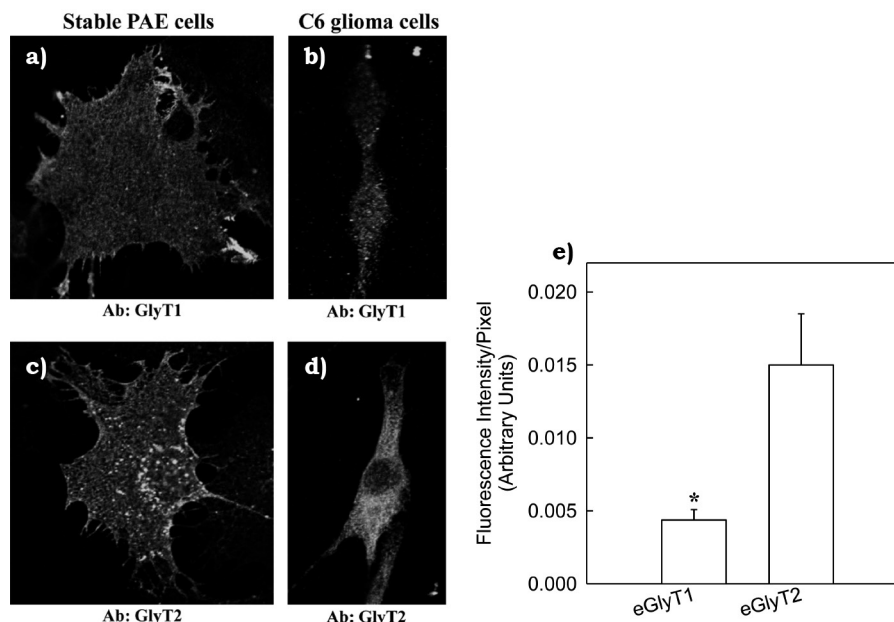 Stable PAE cells
C6 glioma cells
a)
b)
Ab: GlyT1
Ab: GlyT1
c)
d)
Ab: GlyT2
Ab: GlyT2
e)
Fluorescence Intensity/Pixel
(Arbitrary Units)
0.020
0.015
0.010
0.005
0.000
*
eGlyT1
eGlyT2